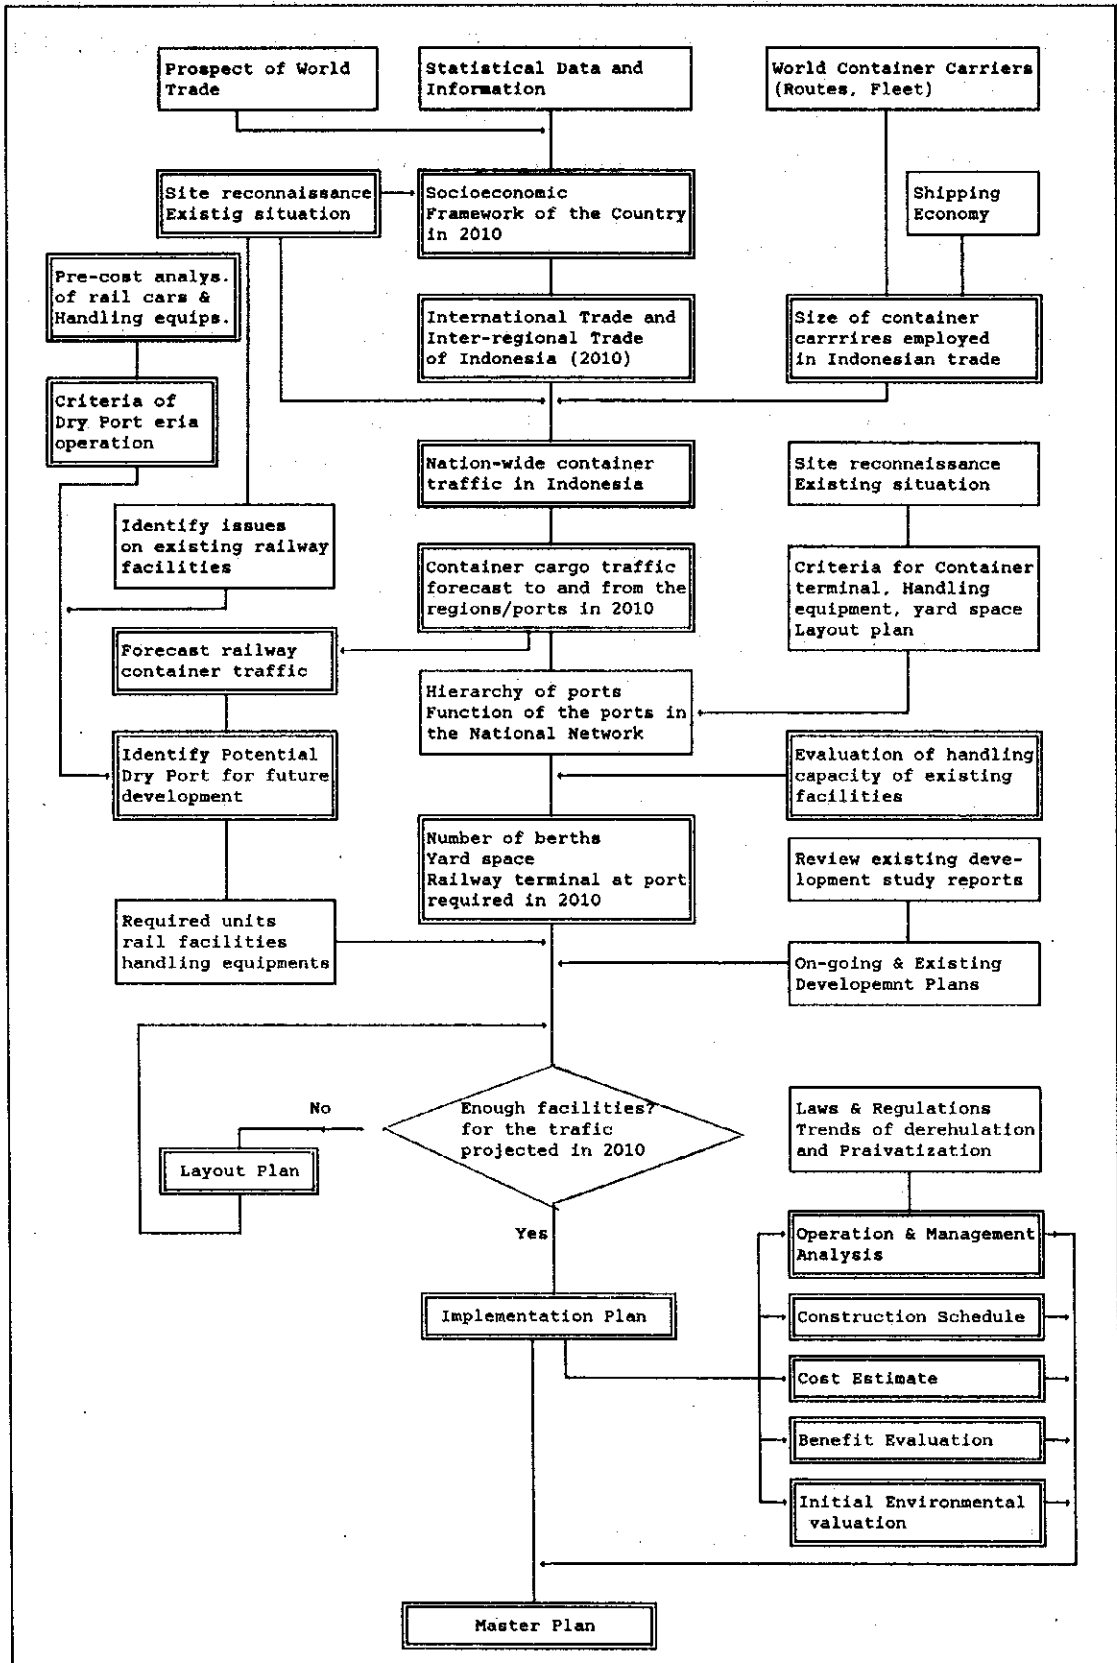 Prospect of World
Trade
Statistical Data and
Information
World Container Carriers
(Routes, Fleet)
Site reconnaissance
Existig situation
Socioeconomic
Framework of the Country
in 2010
Shipping
Economy
Pre-cost analys.
of rail cars &
Handling equips.
International Trade and
Inter-regional Trade
of Indonesia (2010)
Size of container
carrrires employed
in Indonesian trade
Criteria of
Dry Port eria
operation
Nation-wide container
traffic in Indonesia
Site reconnaissance
Existing situation
Identify issues
on existing railway
facilities
Container cargo traffic
forecast to and from the
regions/ports in 2010
Criteria for Container
terminal, Handling
equipment, yard space
Layout plan
Forecast railway
container traffic
Hierarchy of ports
Function of the ports in
the National Network
Identify Potential
Dry Port for future
development
Evaluation of handling
capacity of existing
facilities
Number of berths
Yard space
Railway terminal at port
required in 2010
Review existing deve-
lopment study reports
Required units
rail facilities
handling equipments
On-going & Existing
Developemnt Plans
Enough facilities?
for the trafic
projected in 2010
No
Layout Plan
Laws & Regulations
Trends of derehulation
and Praivatization
Yes
Operation & Management
Analysis
Implementation Plan
Construction Schedule
Cost Estimate
Benefit Evaluation
Initial Environmental
valuation
Master Plan